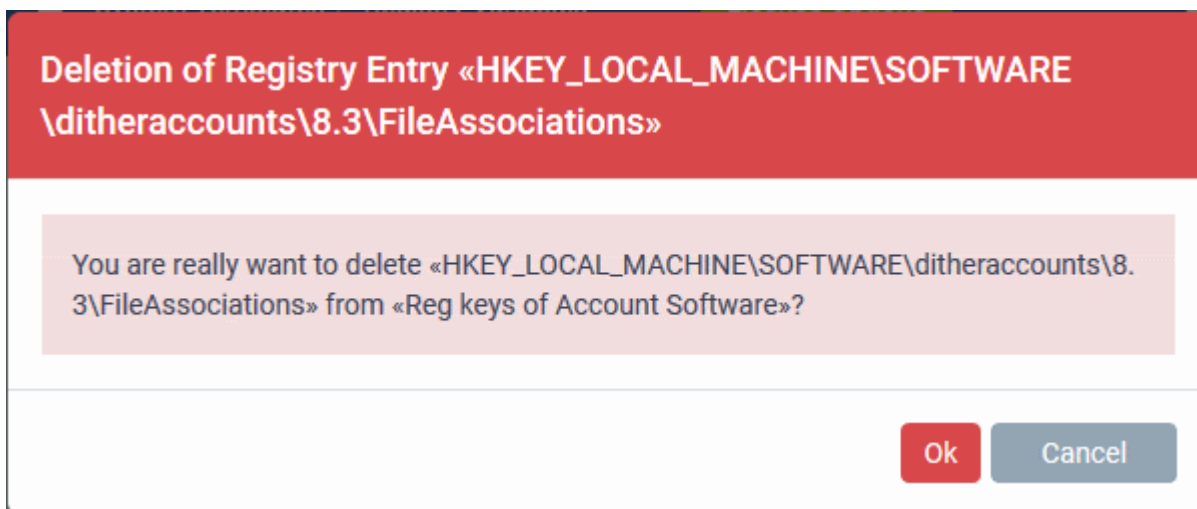 Deletion of Registry Entry «HKEY_LOCAL_MACHINE\SOFTWARE
\ditheraccounts\8.3\FileAssociations»
You are really want to delete «HKEY_LOCAL_MACHINE\SOFTWARE\ditheraccounts\8.
3\FileAssociations» from «Reg keys of Account Software»?
Ok Cancel